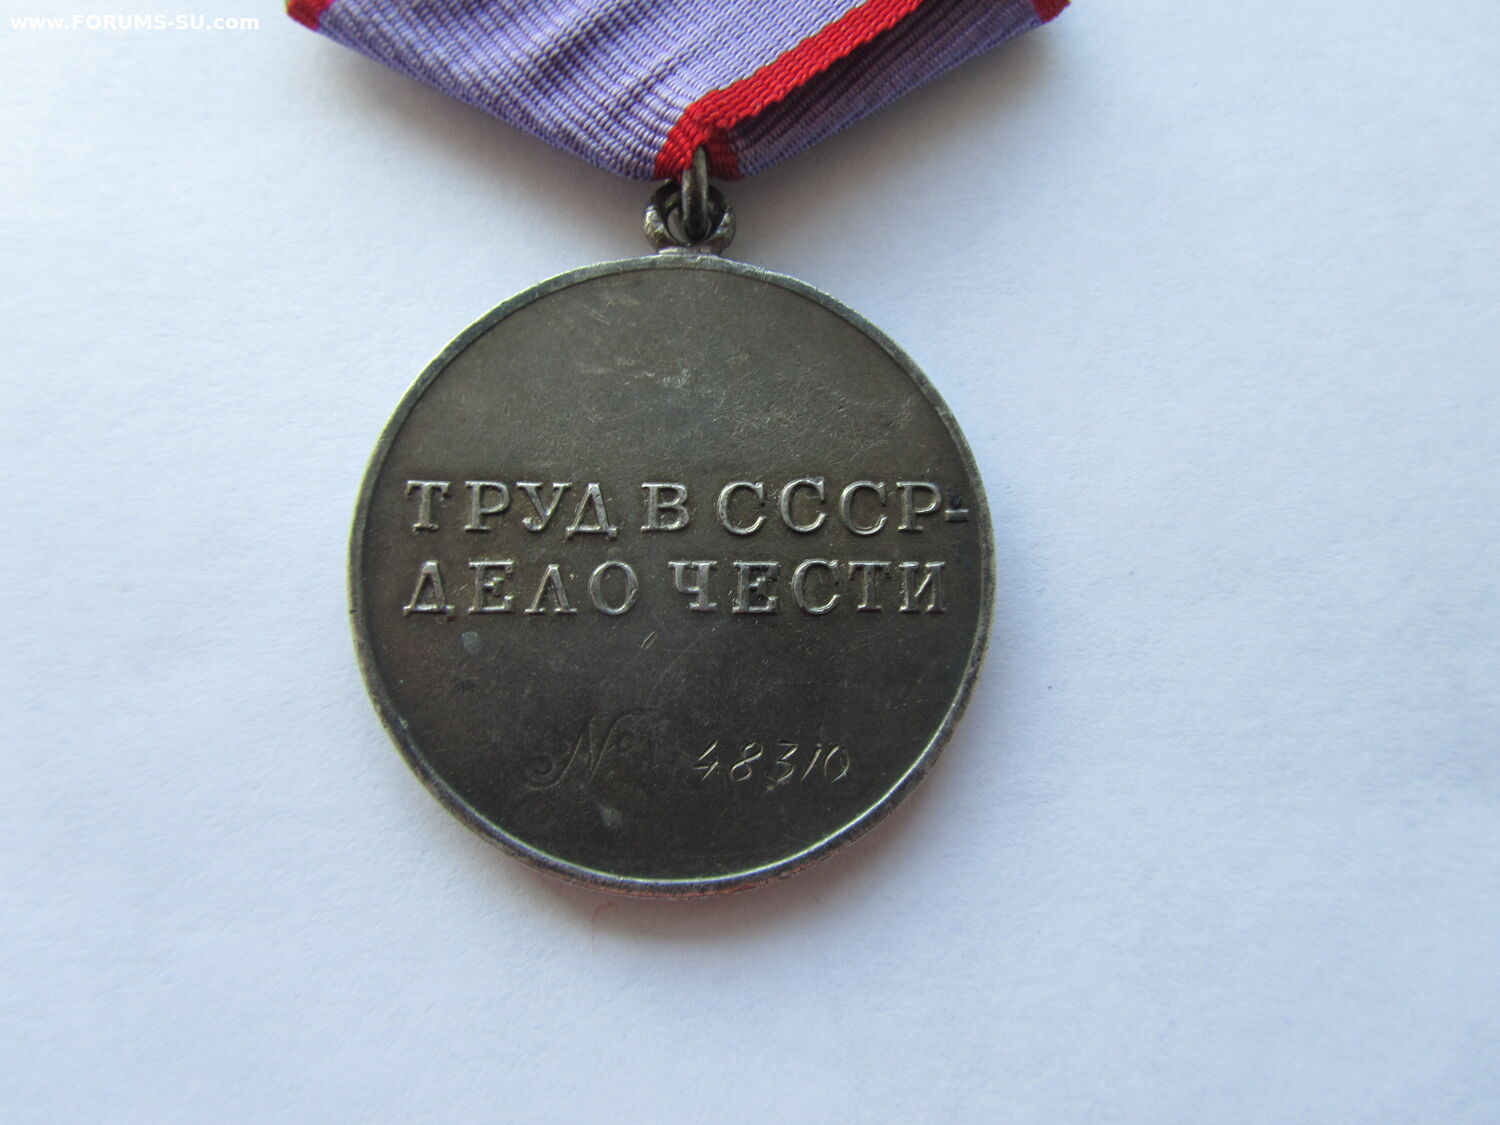 www.FORUMS-SU.com
ТРУД В СССР-
ДЕЛО ЧЕСТИ
№ 48310